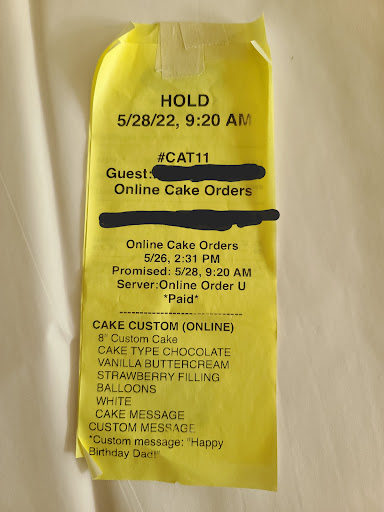 HOLD
5/28/22, 9:20 AM
#CAT11
Guest:
Online Cake Orders
Online Cake Orders
5/26, 2:31 PM
Promised: 5/28, 9:20 AM
Server:Online Order U
*Paid*
CAKE CUSTOM (ONLINE)
8" Custom Cake
CAKE TYPE CHOCOLATE
VANILLA BUTTERCREAM
STRAWBERRY FILLING
BALLOONS
WHITE
CAKE MESSAGE
CUSTOM MESSAGE
*Custom message: "Happy
Birthday Dad!"